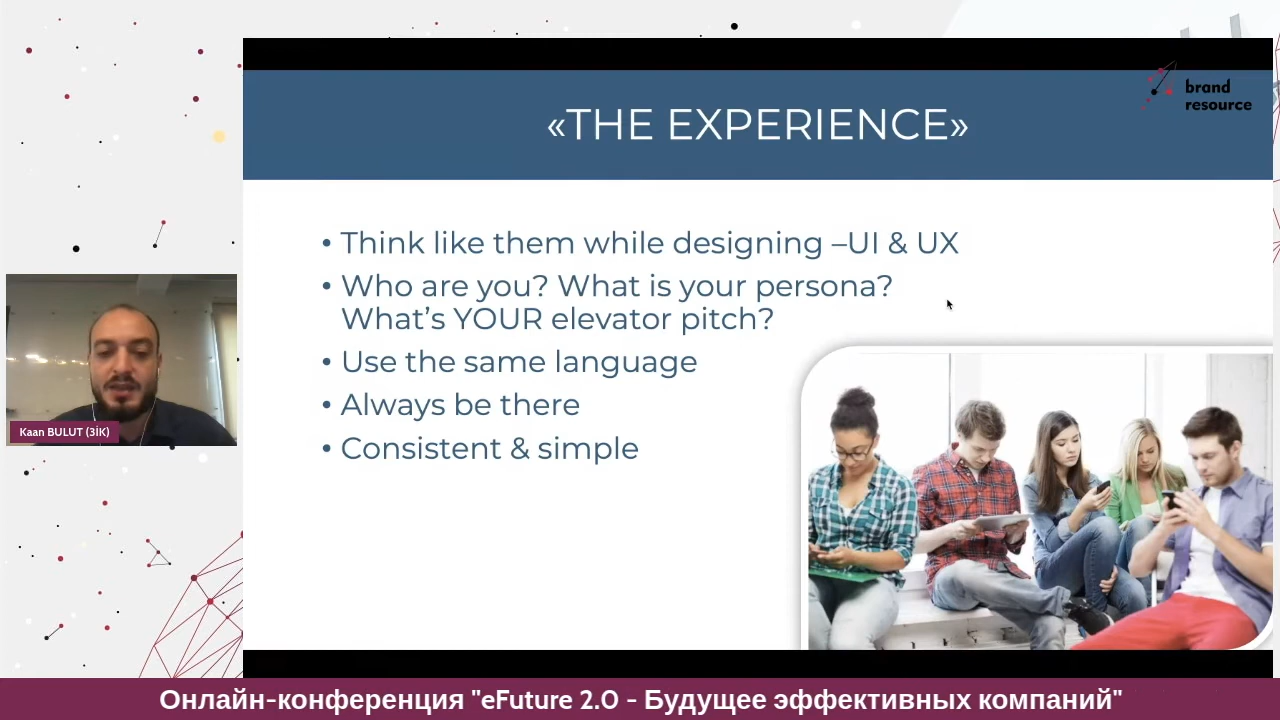 brand
resource
«THE EXPERIENCE»
• Think like them while designing –UI & UX
• Who are you? What is your persona?
What’s YOUR elevator pitch?
• Use the same language
• Always be there
• Consistent & simple
Kaan BULUT (3İK)
Онлайн-конференция "eFuture 2.0 - Будущее эффективных компаний"